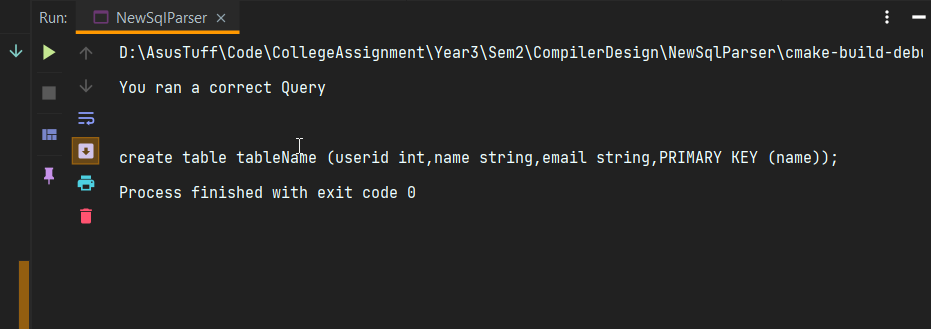 Run: NewSqlParser
D:\AsusTuff\Code\CollegeAssignment\Year3\Sem2\CompilerDesign\NewSqlParser\cmake-build-debu
You ran a correct Query
create table tableName (userid int,name string,email string,PRIMARY KEY (name));
Process finished with exit code 0